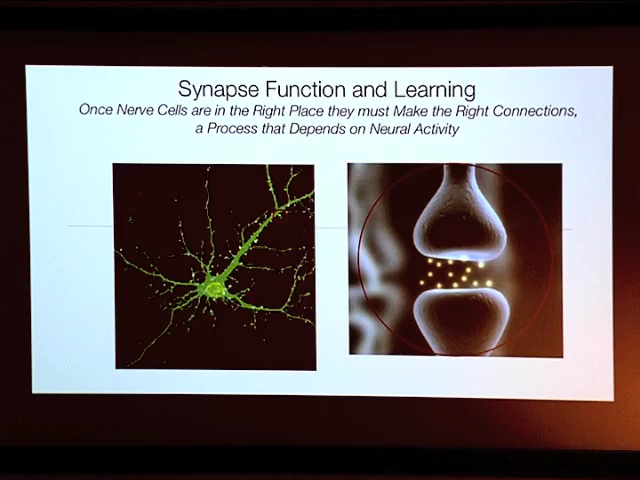 Synapse Function and Learning
Once Nerve Cells are in the Right Place they must Make the Right Connections,
a Process that Depends on Neural Activity